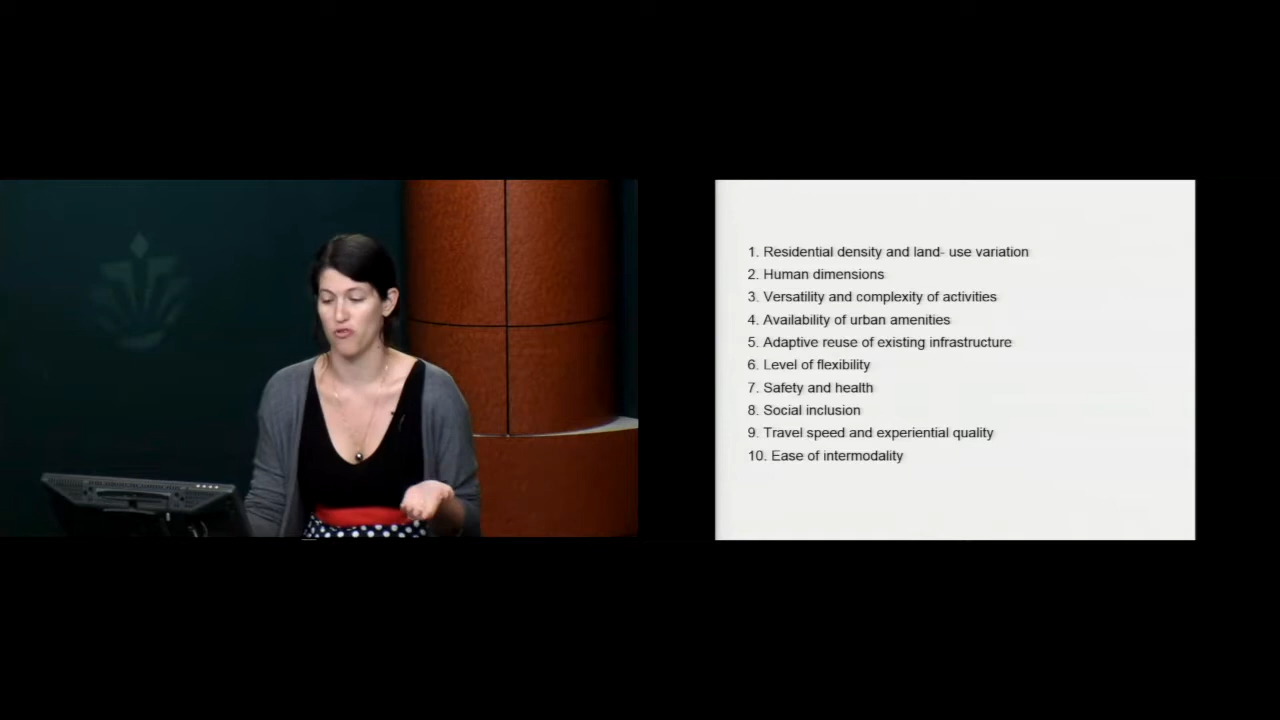 1. Residential density and land- use variation
2. Human dimensions
3. Versatility and complexity of activities
4. Availability of urban amenities
5. Adaptive reuse of existing infrastructure
6. Level of flexibility
7. Safety and health
8. Social inclusion
9. Travel speed and experiential quality
10. Ease of intermodality